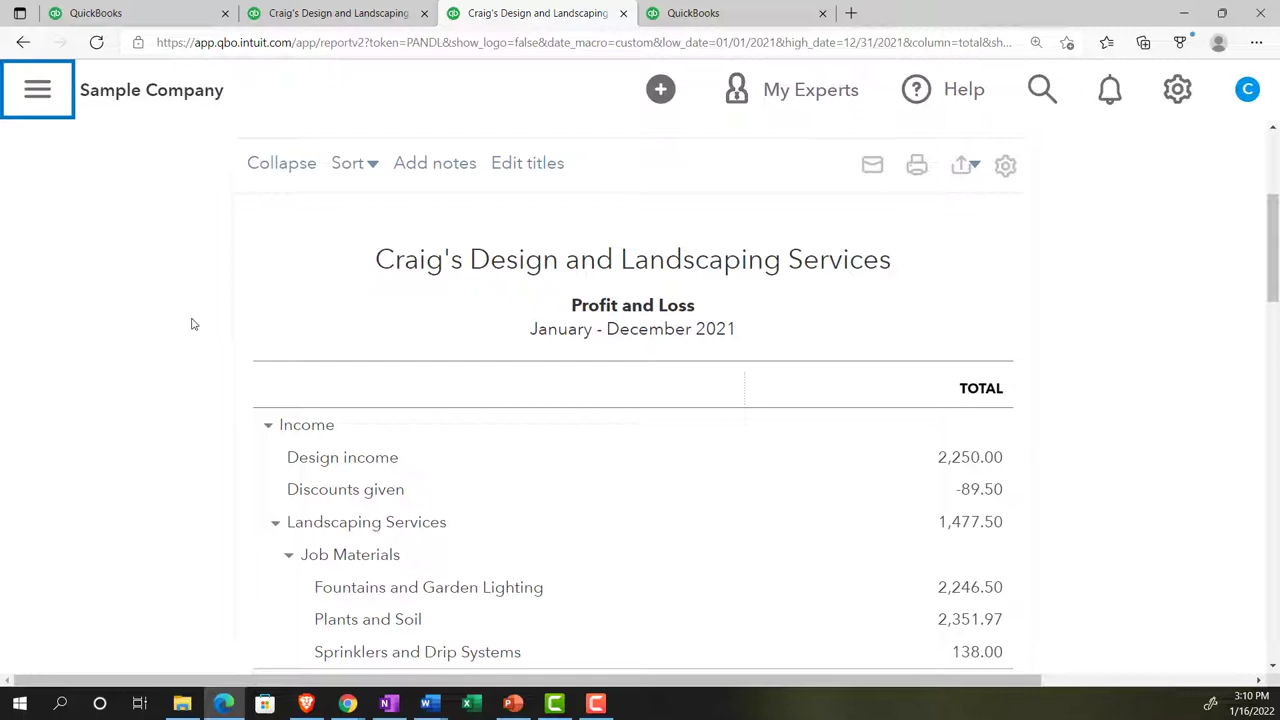 QuickBooks
Craig's Design and Landscaping
Craig's Design and Landscaping
QuickBooks
https://app.qbo.intuit.com/app/reportv2?token=PANDL&show_logo=false&date_macro=custom&low_date=01/01/2021&high_date=12/31/2021&column=total&sh...
Sample Company
My Experts
Help
C
Collapse Sort Add notes Edit titles
Craig's Design and Landscaping Services
Profit and Loss
January - December 2021
TOTAL
Income
Design income 2,250.00
Discounts given -89.50
Landscaping Services 1,477.50
Job Materials
Fountains and Garden Lighting 2,246.50
Plants and Soil 2,351.97
Sprinklers and Drip Systems 138.00
3:10 PM
1/16/2022